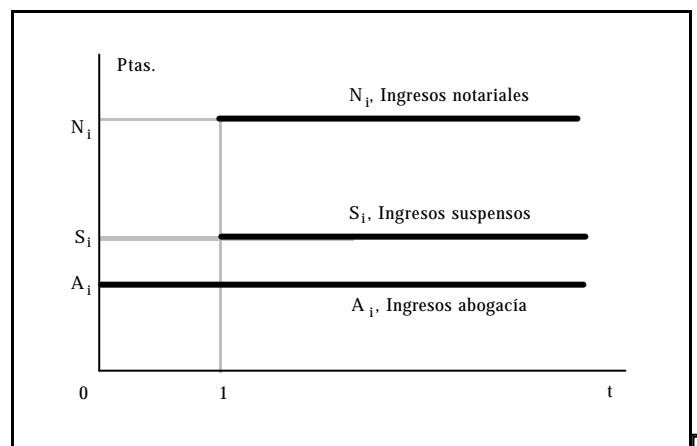 Ptas.
N i, Ingresos notariales
N i
S i, Ingresos suspensos
S i
A i
A i, Ingresos abogacía
0 1 t